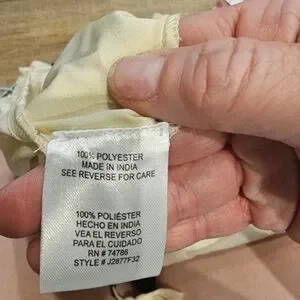 100% POLYESTER
MADE IN INDIA
SEE REVERSE FOR CARE
100% POLIÉSTER
HECHO EN INDIA
VEA EL REVERSO
PARA EL CUIDADO
RN # 74786
STYLE # J2877F32